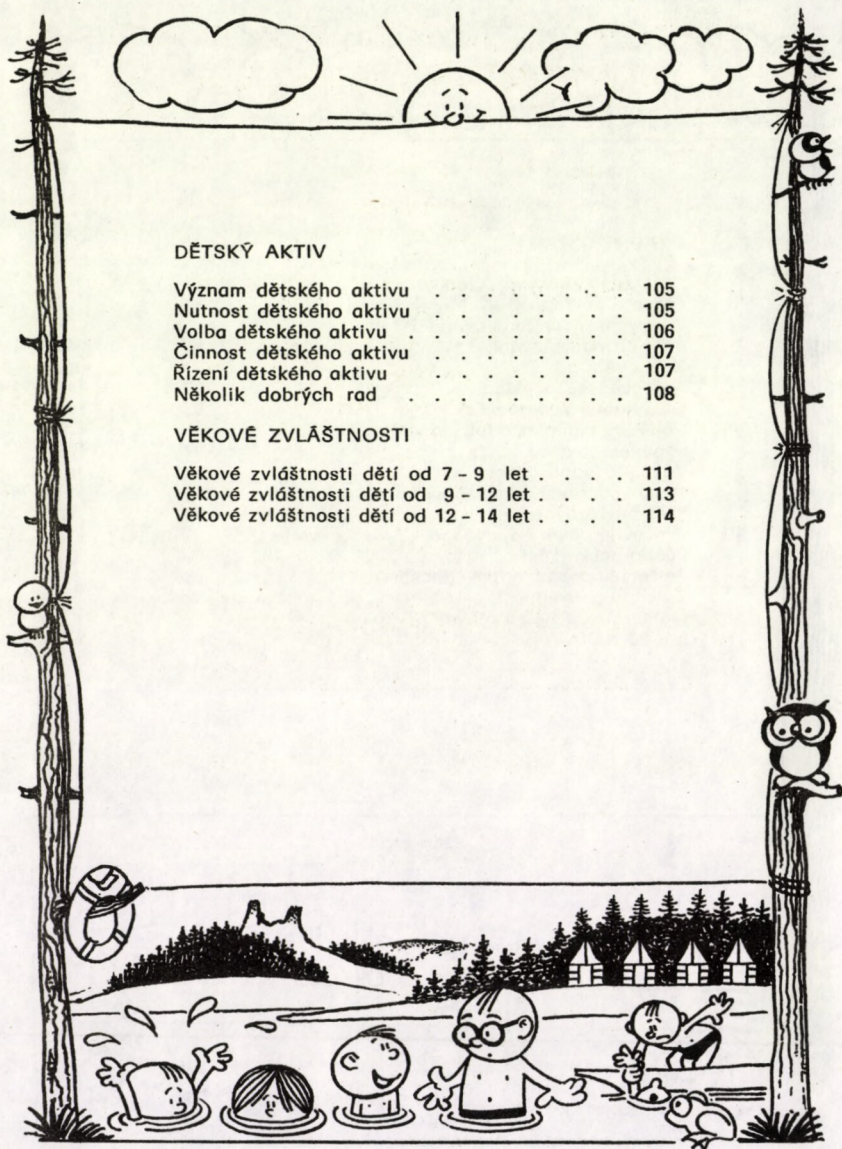 DĚTSKÝ AKTIV
Význam dětského aktivu . . . . . . . . . 105
Nutnost dětského aktivu . . . . . . . . . 105
Volba dětského aktivu . . . . . . . . . 106
Činnost dětského aktivu . . . . . . . . . 107
Řízení dětského aktivu . . . . . . . . . 107
Několik dobrých rad . . . . . . . . . . 108
VĚKOVÉ ZVLÁŠTNOSTI
Věkové zvláštnosti dětí od 7 - 9 let . . . . . 111
Věkové zvláštnosti dětí od 9 - 12 let . . . . . 113
Věkové zvláštnosti dětí od 12 - 14 let . . . . . 114